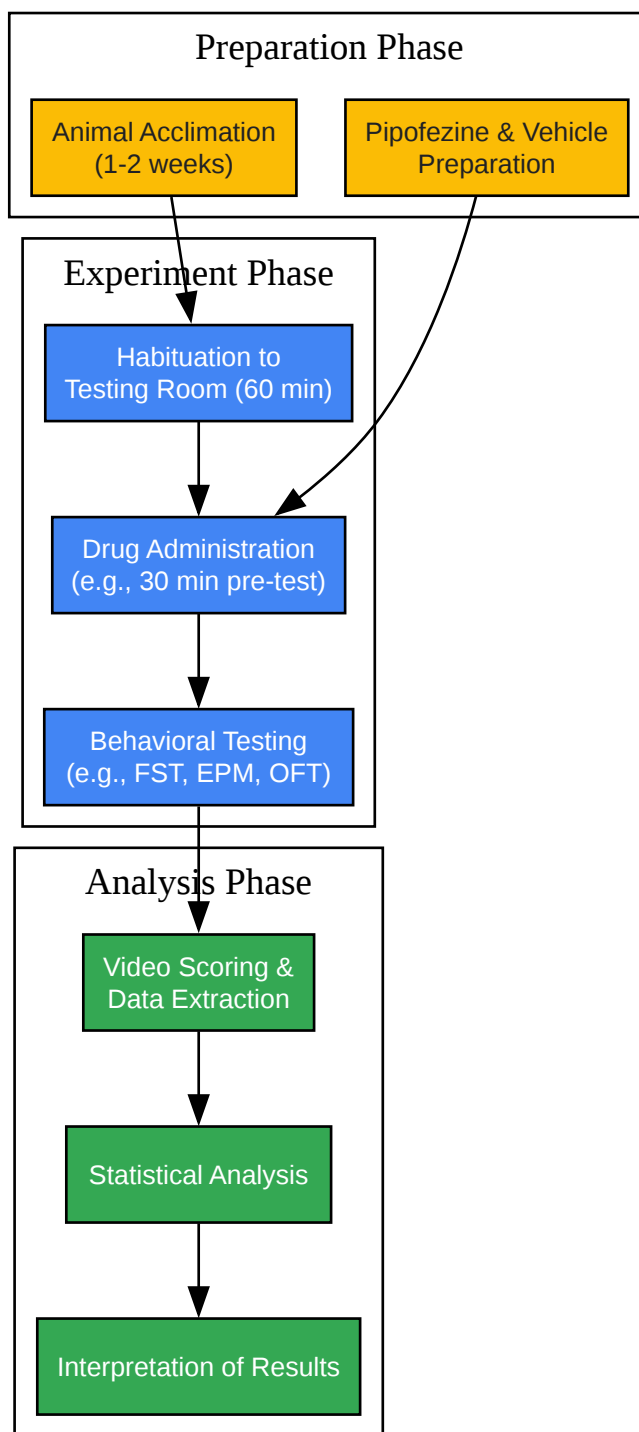 Preparation Phase
Animal Acclimation
(1-2 weeks)
Pipofezine & Vehicle
Preparation
Experiment Phase
Habituation to
Testing Room (60 min)
Drug Administration
(e.g., 30 min pre-test)
Behavioral Testing
(e.g., FST, EPM, OFT)
Analysis Phase
Video Scoring &
Data Extraction
Statistical Analysis
Interpretation of Results